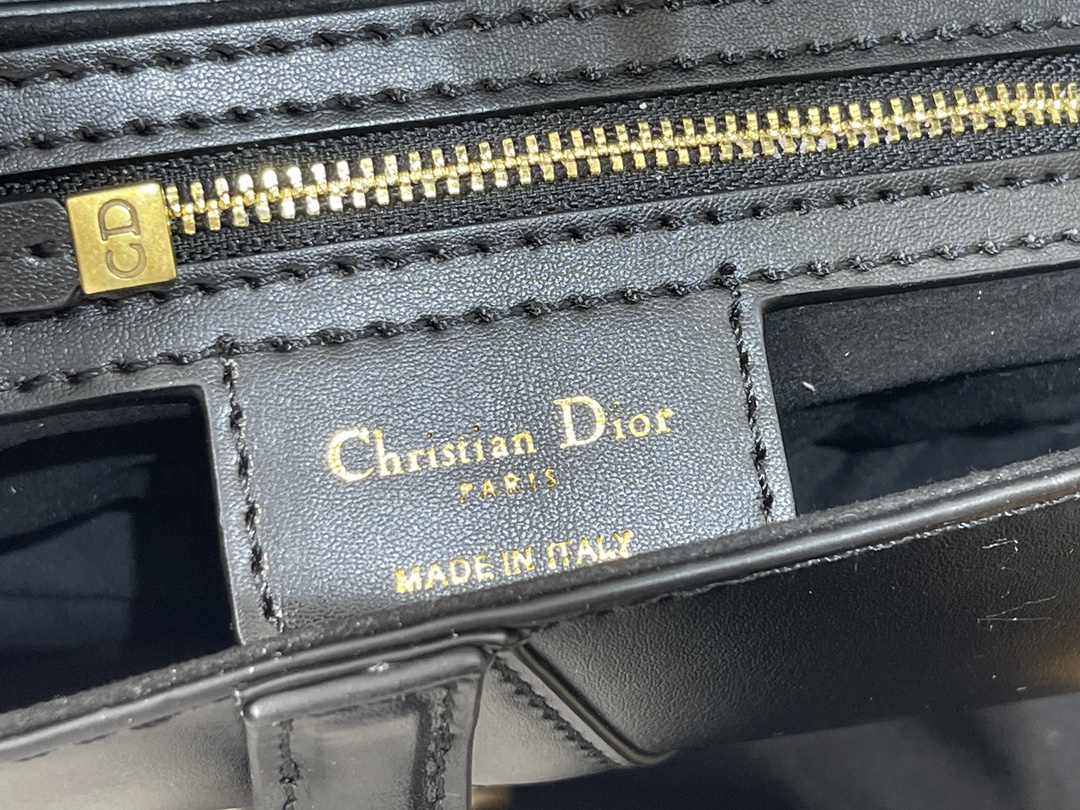 CD
Christian Dior
PARIS
MADE IN ITALY